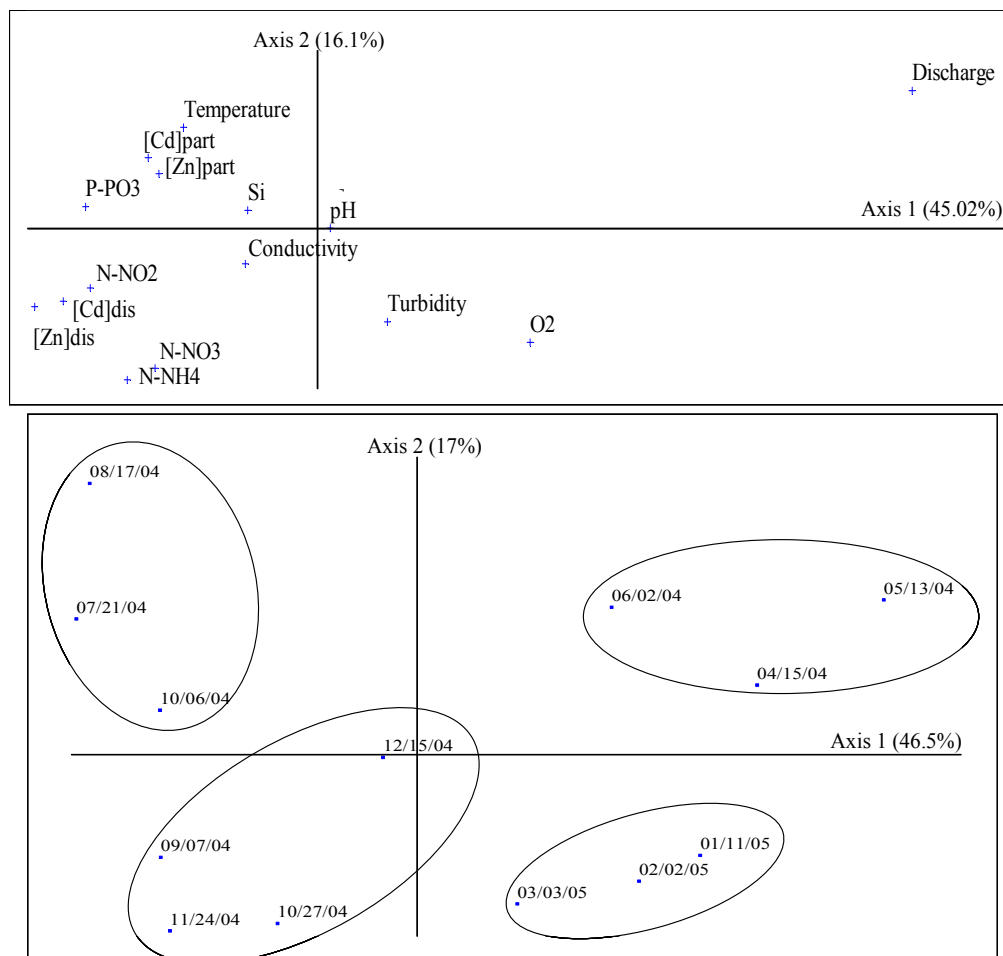 Axis 2 (16.1%)
Discharge
Temperature
[Cd]part
[Zn]part
P-PO3
Si
pH
Axis 1 (45.02%)
Conductivity
N-NO2
[Cd]dis
Turbidity
O2
[Zn]dis
N-NO3
N-NH4
Axis 2 (17%)
08/17/04
07/21/04
06/02/04
05/13/04
04/15/04
10/06/04
12/15/04
Axis 1 (46.5%)
09/07/04
01/11/05
02/02/05
03/03/05
11/24/04
10/27/04